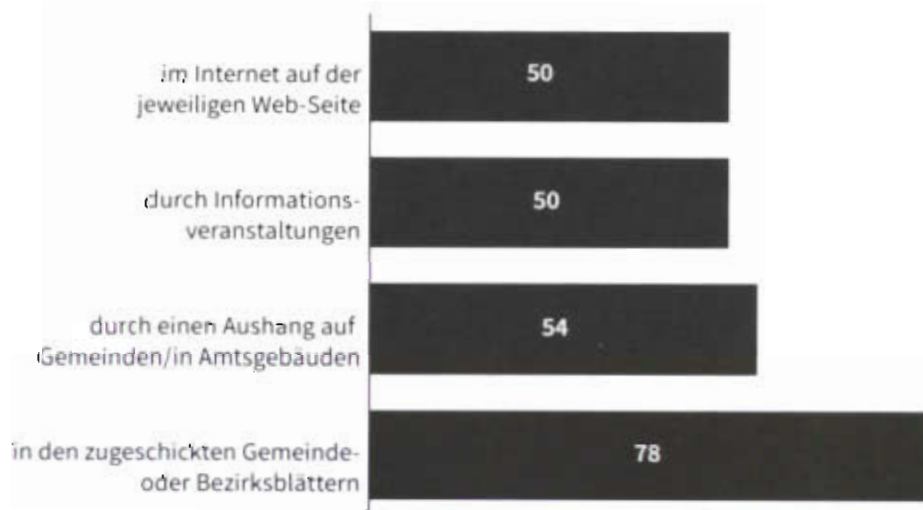 im Internet auf der
jeweiligen Web-Seite
50
durch Informations-
veranstaltungen
50
durch einen Aushang auf
Gemeinden/in Amtsgebäuden
54
in den zugeschickten Gemeinde-
oder Bezirksblättern
78